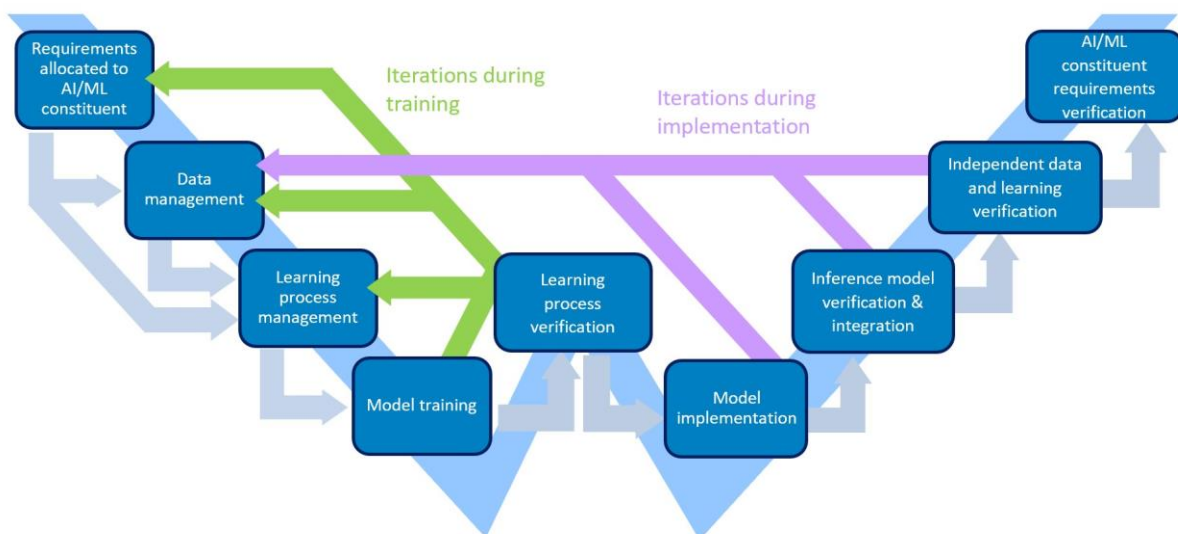 Requirements
allocated to
AI/ML
constituent
Iterations during
training
Iterations during
implementation
AI/ML
constituent
requirements
verification
Data
management
Independent data
and learning
verification
Learning
process
management
Learning
process
verification
Inference model
verification &
integration
Model training
Model
implementation